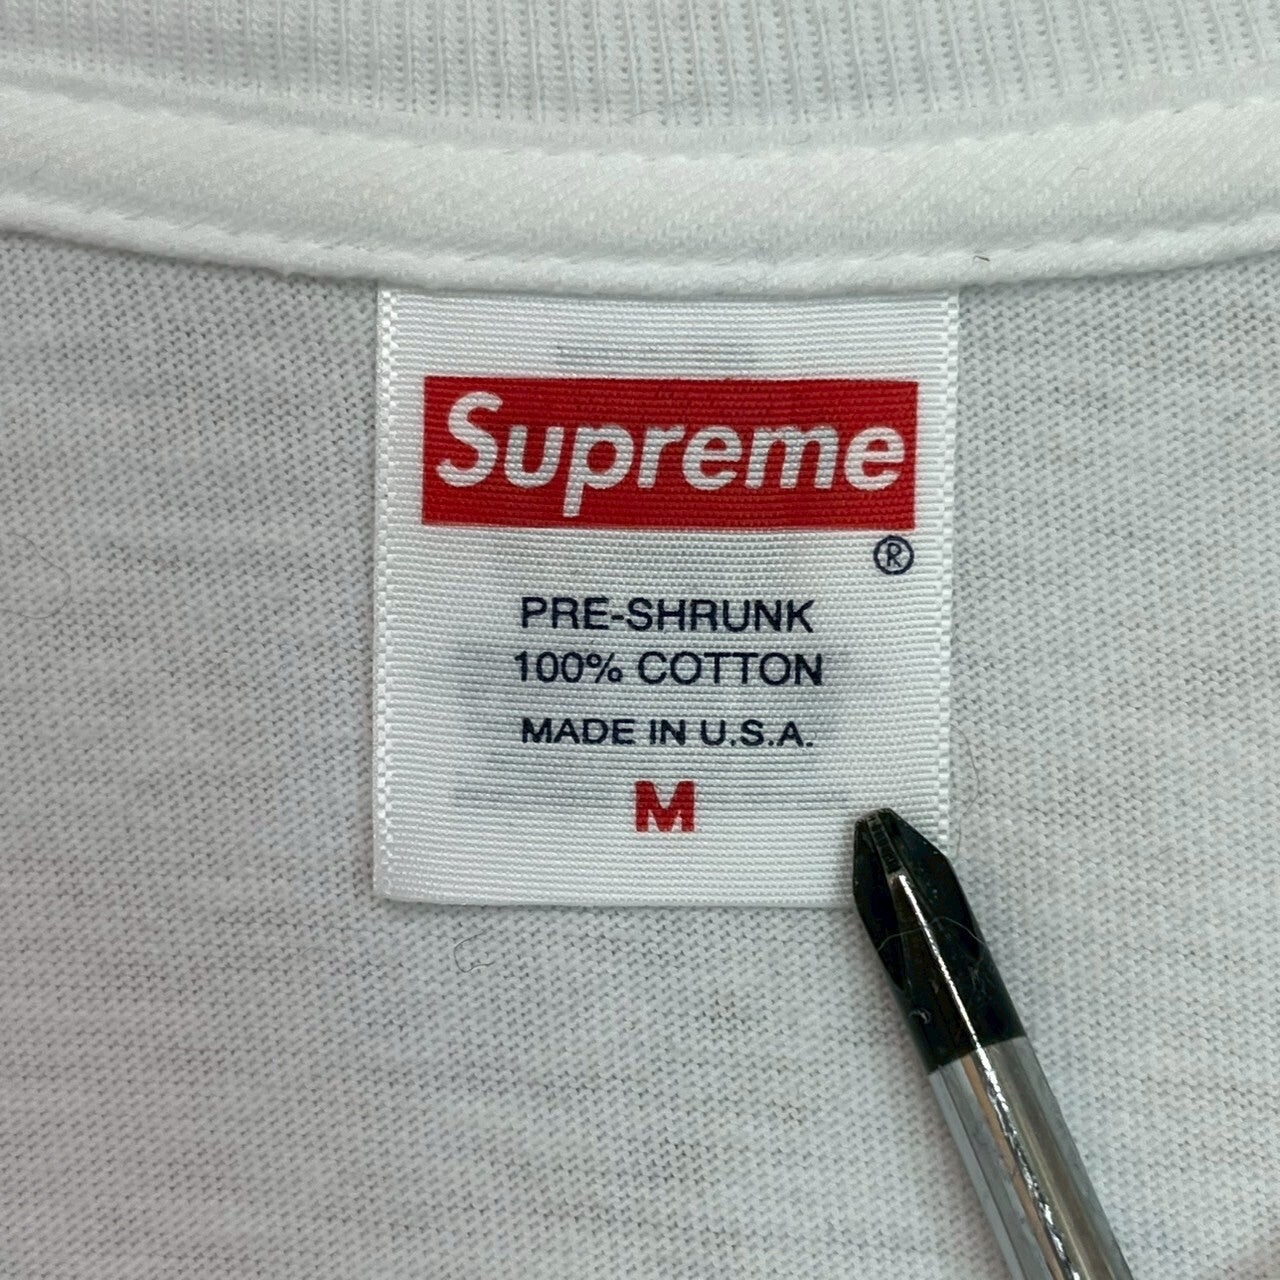 Supreme
®
PRE-SHRUNK
100% COTTON
MADE IN U.S.A.
M